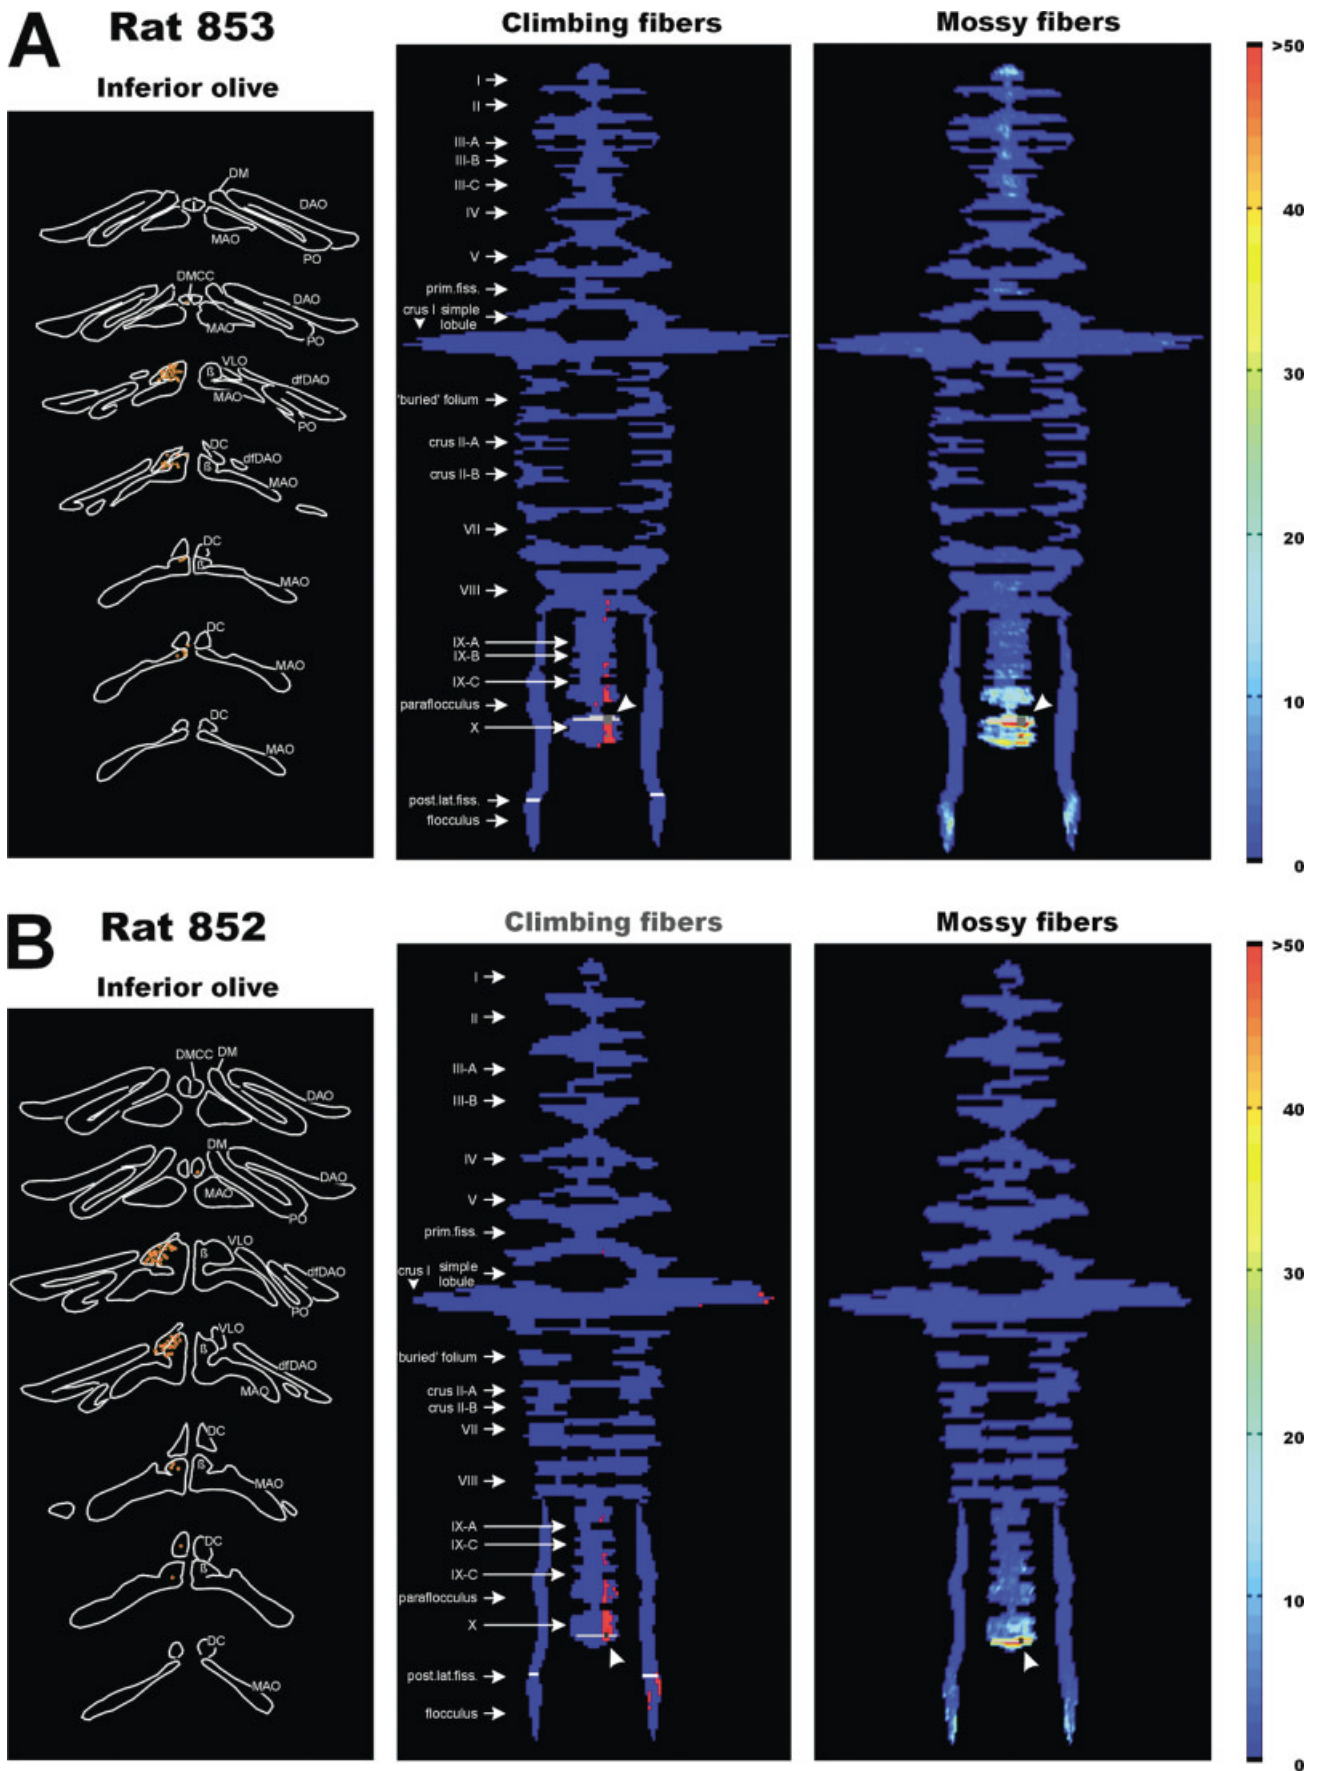 A
Rat 853
Inferior olive
DM
DAO
MAO
PO
DMCC
DAO
MAO
PO
VLO
ß
dfDAO
MAO
PO
DC
dfDAO
ß
MAO
DC
ß
MAO
DC
MAO
DC
MAO
Climbing fibers
I
II
III-A
III-B
III-C
IV
V
prim.fiss.
crus I simple
lobule
'buried' folium
crus II-A
crus II-B
VII
VIII
IX-A
IX-B
IX-C
paraflocculus
X
post.lat.fiss.
flocculus
Mossy fibers
>50
40
30
20
10
0
B
Rat 852
Inferior olive
DMCC DM
DAO
DM
DAO
MAO
PO
VLO
ß
dfDAO
PO
VLO
ß
dfDAO
MAO
DC
ß
MAO
DC
ß
DC
MAO
Climbing fibers
I
II
III-A
III-B
IV
V
prim.fiss.
crus I simple
lobule
'buried' folium
crus II-A
crus II-B
VII
VIII
IX-A
IX-C
IX-C
paraflocculus
X
post.lat.fiss.
flocculus
Mossy fibers
>50
40
30
20
10
0